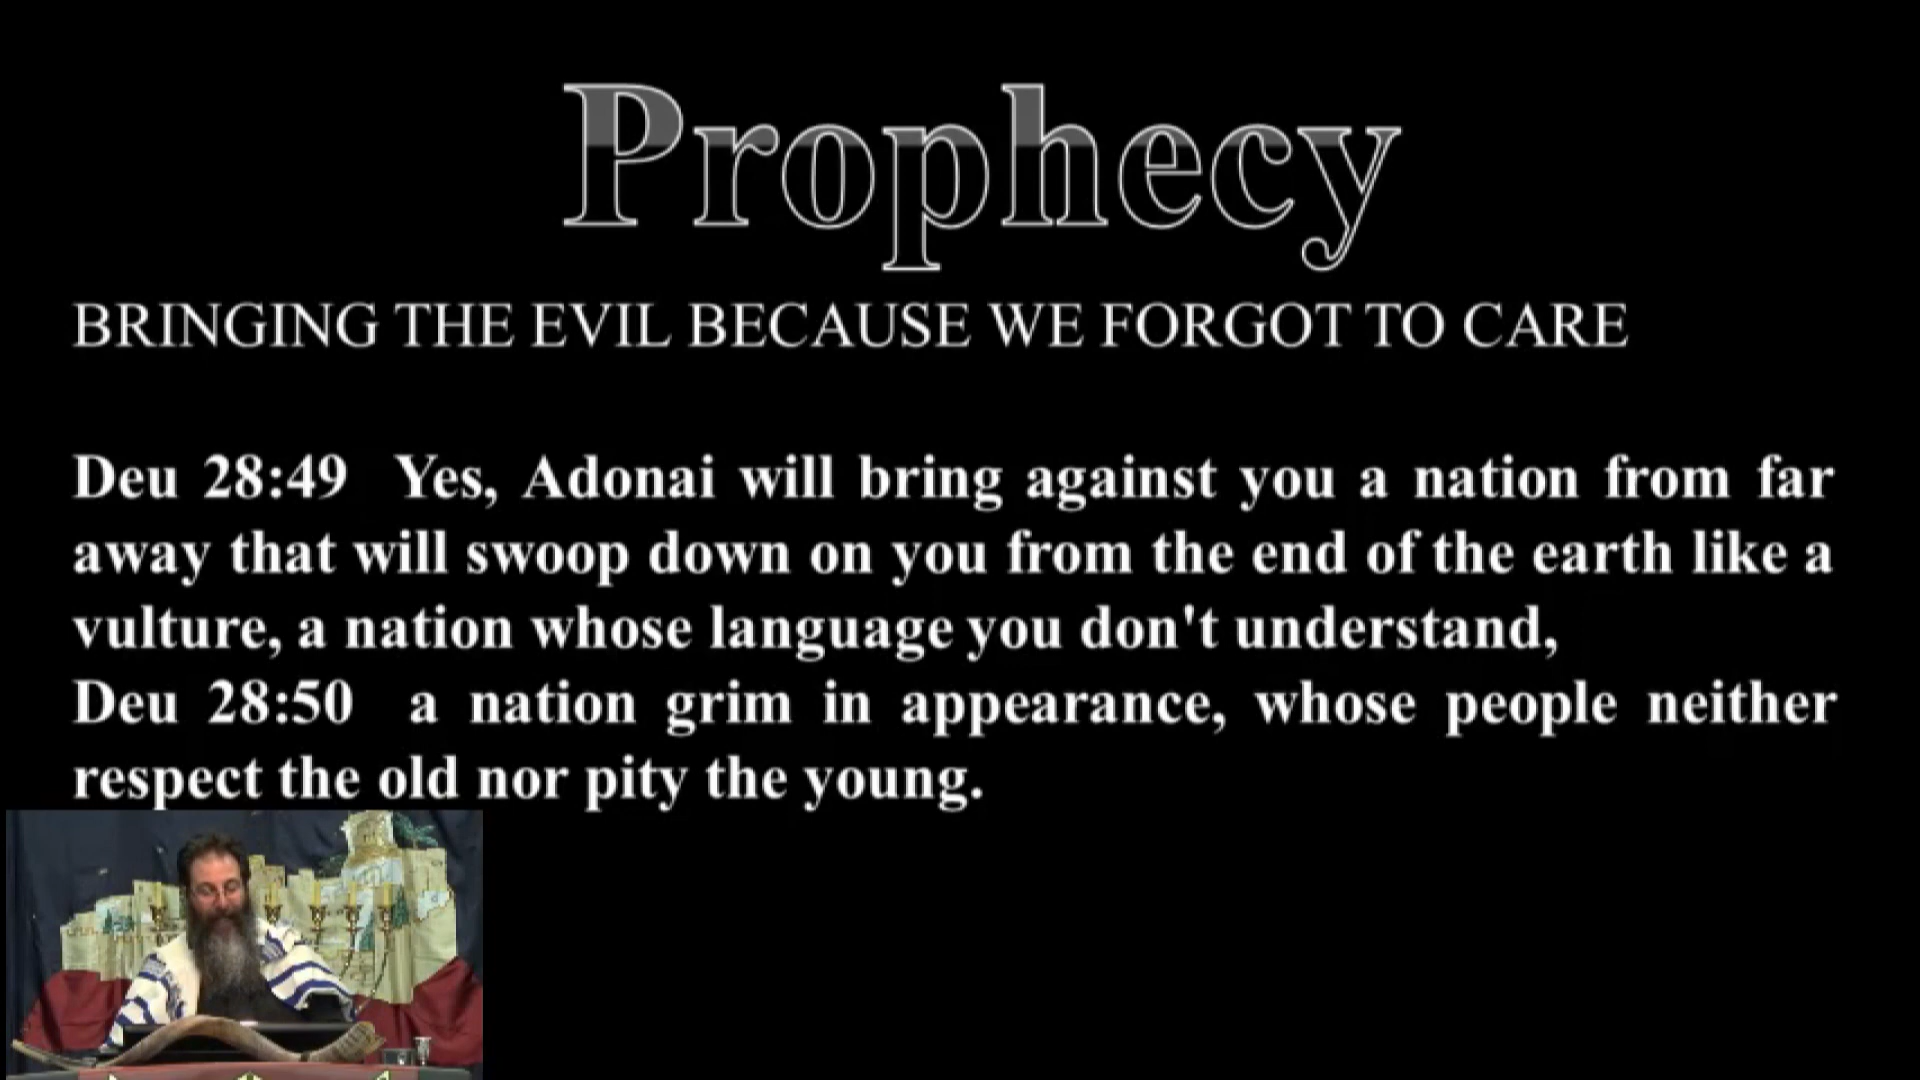 Prophecy
BRINGING THE EVIL BECAUSE WE FORGOT TO CARE
Deu 28:49 Yes, Adonai will bring against you a nation from far
away that will swoop down on you from the end of the earth like a
vulture, a nation whose language you don't understand,
Deu 28:50 a nation grim in appearance, whose people neither
respect the old nor pity the young.